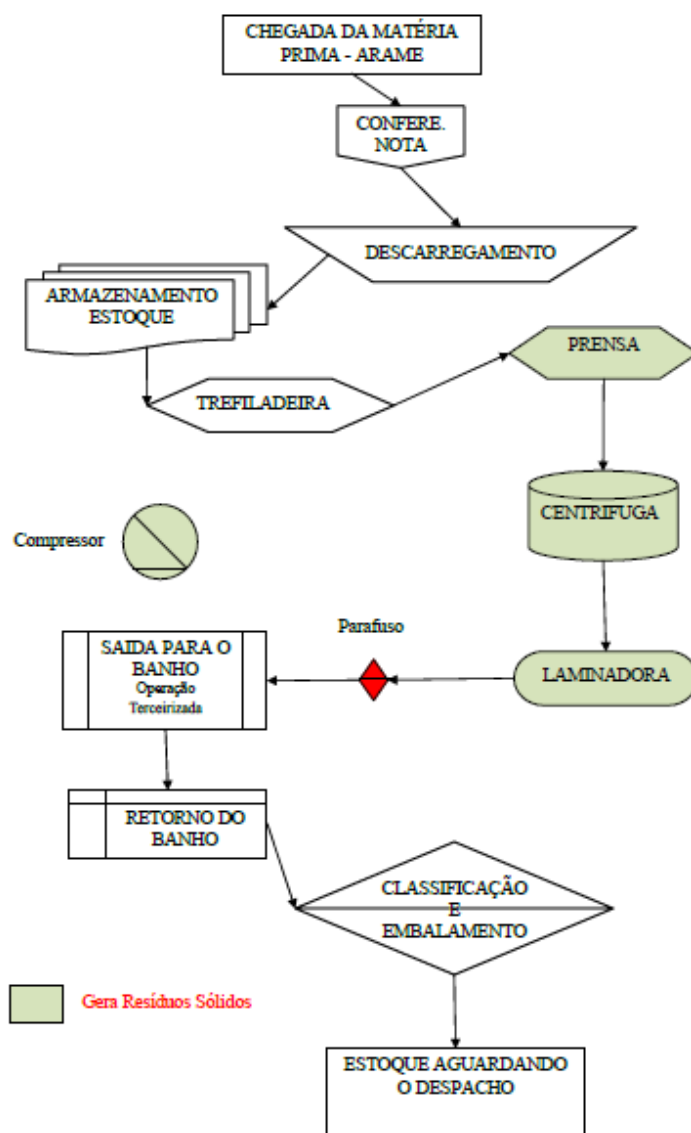 CHEGADA DA MATÉRIA
PRIMA - ARAME
CONFERE.
NOTA
DESCARREGAMENTO
ARMAZENAMENTO
ESTOQUE
PRENSA
TREFILADEIRA
CENTRIFUGA
Compressor
Parafuso
SAIDA PARA O
BANHO
Operação
Terceirizada
LAMINADORA
RETORNO DO
BANHO
CLASSIFICAÇÃO
E
EMBALAMENTO
Gera Resíduos Sólidos
ESTOQUE AGUARDANDO
O DESPACHO